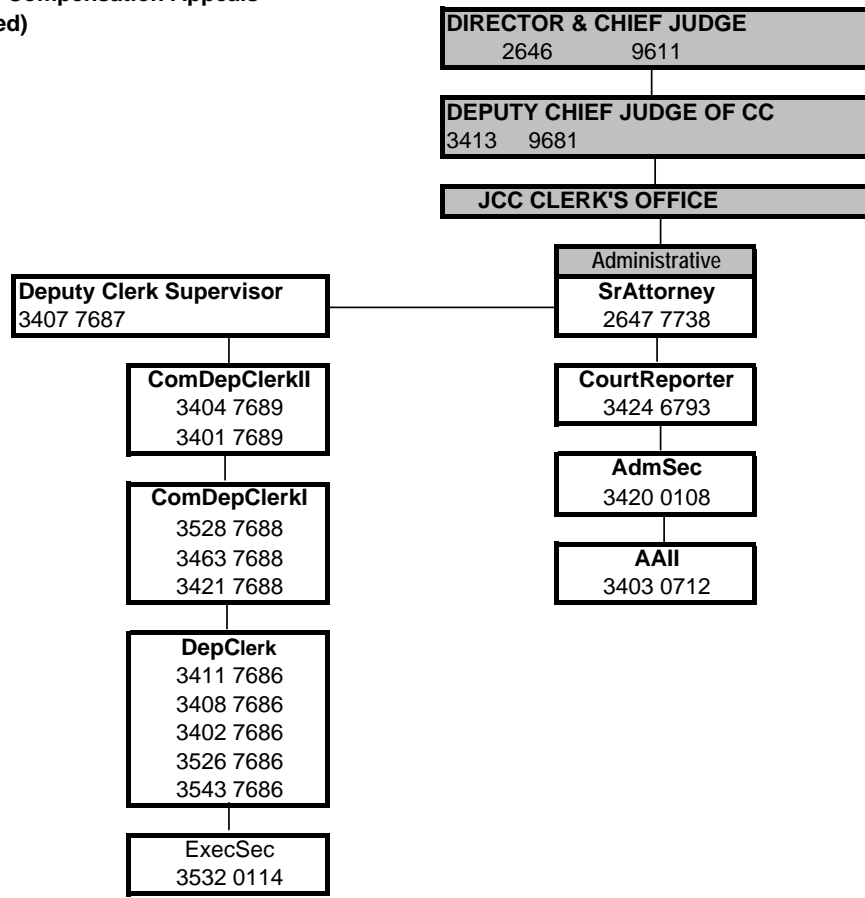 Compensation Appeals
ed)
DIRECTOR & CHIEF JUDGE
2646 9611
DEPUTY CHIEF JUDGE OF CC
3413 9681
JCC CLERK'S OFFICE
Administrative
SrAttorney
2647 7738
Deputy Clerk Supervisor
3407 7687
ComDepClerkII
3404 7689
3401 7689
CourtReporter
3424 6793
AdmSec
3420 0108
ComDepClerkI
3528 7688
3463 7688
3421 7688
AAII
3403 0712
DepClerk
3411 7686
3408 7686
3402 7686
3526 7686
3543 7686
ExecSec
3532 0114